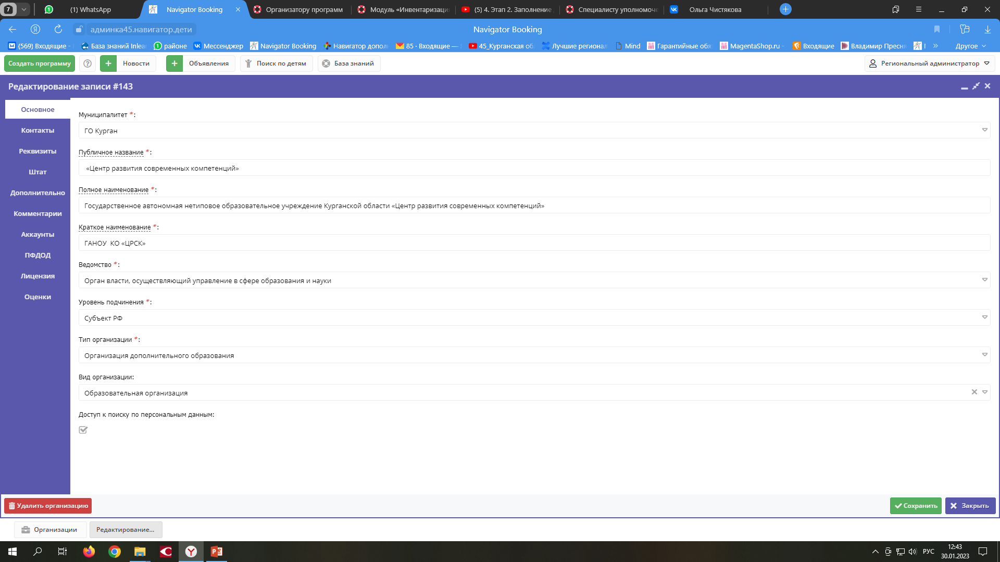 7
(1) WhatsApp
Navigator Booking
Организатору программ
Модуль «Инвентаризаци
(5) 4. Этап 2. Заполнение
Специалисту уполномоче
Ольга Чистякова
админка45.навигатор.дети
Navigator Booking
(569) Входящие -
База знаний Inlear
районе
Мессенджер
Navigator Booking
Навигатор допол
85 · Входящие —
45_Курганская об
Лучшие регионал
Mind
Гарантийные обя
MagentaShop.ru -
Входящие
Владимир Пресня
Другое
Создать программу
+ Новости
+ Объявления
Поиск по детям
База знаний
Региональный администратор
Редактирование записи #143
Основное
Контакты
Реквизиты
Штат
Дополнительно
Комментарии
Аккаунты
ПФДОД
Лицензия
Оценки
Муниципалитет *:
ГО Курган
Публичное название *:
«Центр развития современных компетенций»
Полное наименование *:
Государственное автономная нетиповое образовательное учреждение Курганской области «Центр развития современных компетенций»
Краткое наименование *:
ГАНОУ КО «ЦРСК»
Ведомство *:
Орган власти, осуществляющий управление в сфере образования и науки
Уровень подчинения *:
Субъект РФ
Тип организации *:
Организация дополнительного образования
Вид организации:
Образовательная организация
Доступ к поиску по персональным данным:
Удалить организацию
Сохранить
Закрыть
Организации
Редактирование...
РУС
12:43
30.01.2023